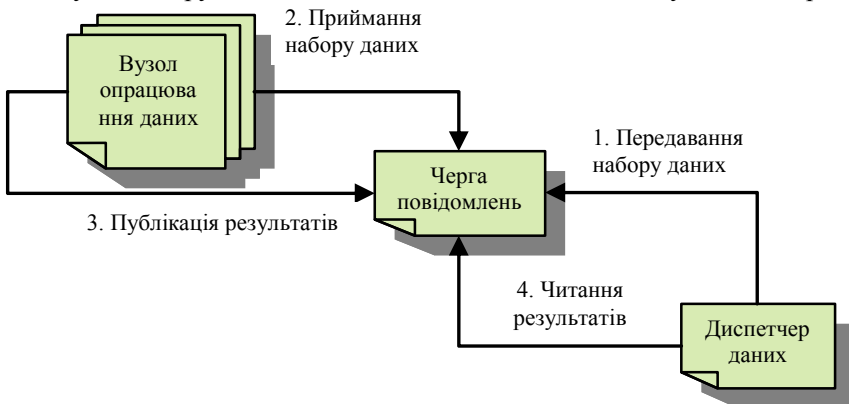 2. Приймання
набору даних
Вузол
опрацюва
ння даних
1. Передавання
набору даних
Черга
повідомлень
3. Публікація результатів
4. Читання
результатів
Диспетчер
даних